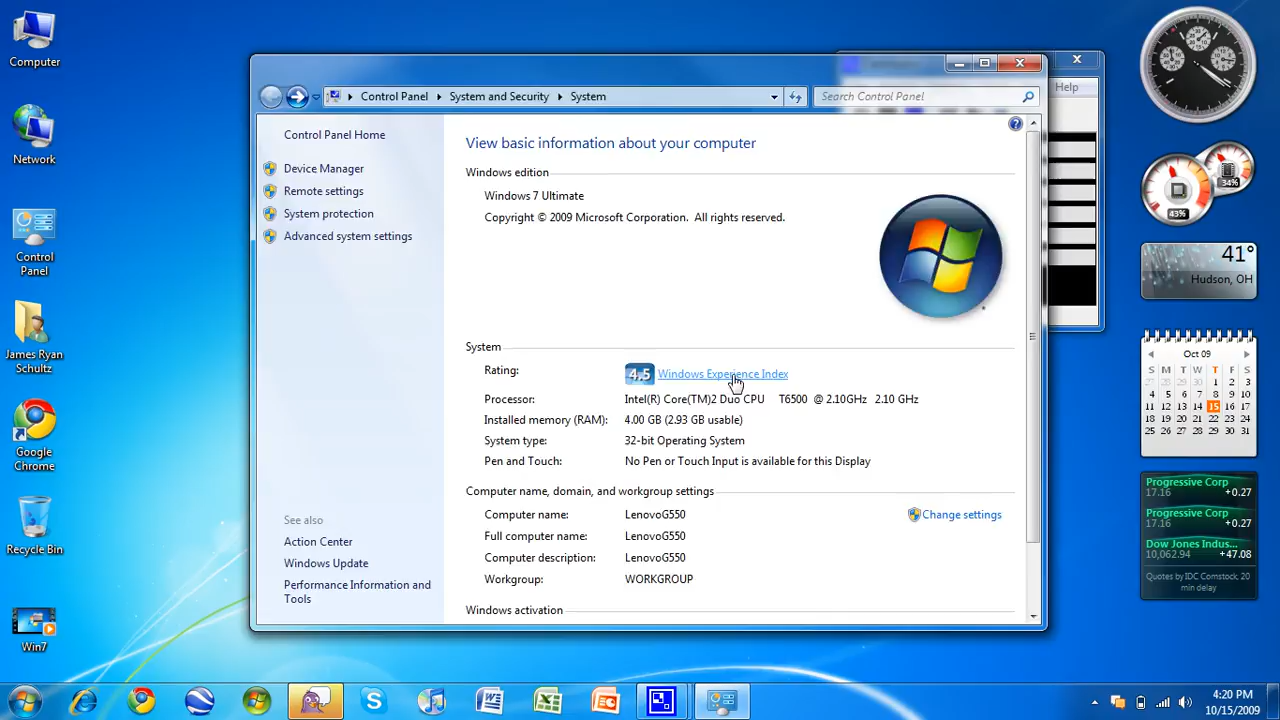 Computer
Network
Control
Panel
James Ryan
Schultz
Google
Chrome
Recycle Bin
Win7
Help
Control Panel
System and Security
System
Search Control Panel
Control Panel Home
Device Manager
Remote settings
System protection
Advanced system settings
See also
Action Center
Windows Update
Performance Information and
Tools
View basic information about your computer
Windows edition
Windows 7 Ultimate
Copyright © 2009 Microsoft Corporation. All rights reserved.
System
Rating: 4.5 Windows Experience Index
Processor: Intel(R) Core(TM)2 Duo CPU T6500 @ 2.10GHz 2.10 GHz
Installed memory (RAM): 4.00 GB (2.93 GB usable)
System type: 32-bit Operating System
Pen and Touch: No Pen or Touch Input is available for this Display
Computer name, domain, and workgroup settings
Computer name: LenovoG550
Change settings
Full computer name: LenovoG550
Computer description: LenovoG550
Workgroup: WORKGROUP
Windows activation
34%
43%
41°
Hudson, OH
Oct 09
S M T W T F S
27 28 29 30 1 2 3
4 5 6 7 8 9 10
11 12 13 14 15 16 17
18 19 20 21 22 23 24
25 26 27 28 29 30 31
Progressive Corp
17.16 +0.27
Progressive Corp
17.16 +0.27
Dow Jones Indus...
10,062.94 +47.08
Quotes by IDC Comstock, 20
min delay
4:20 PM
10/15/2009